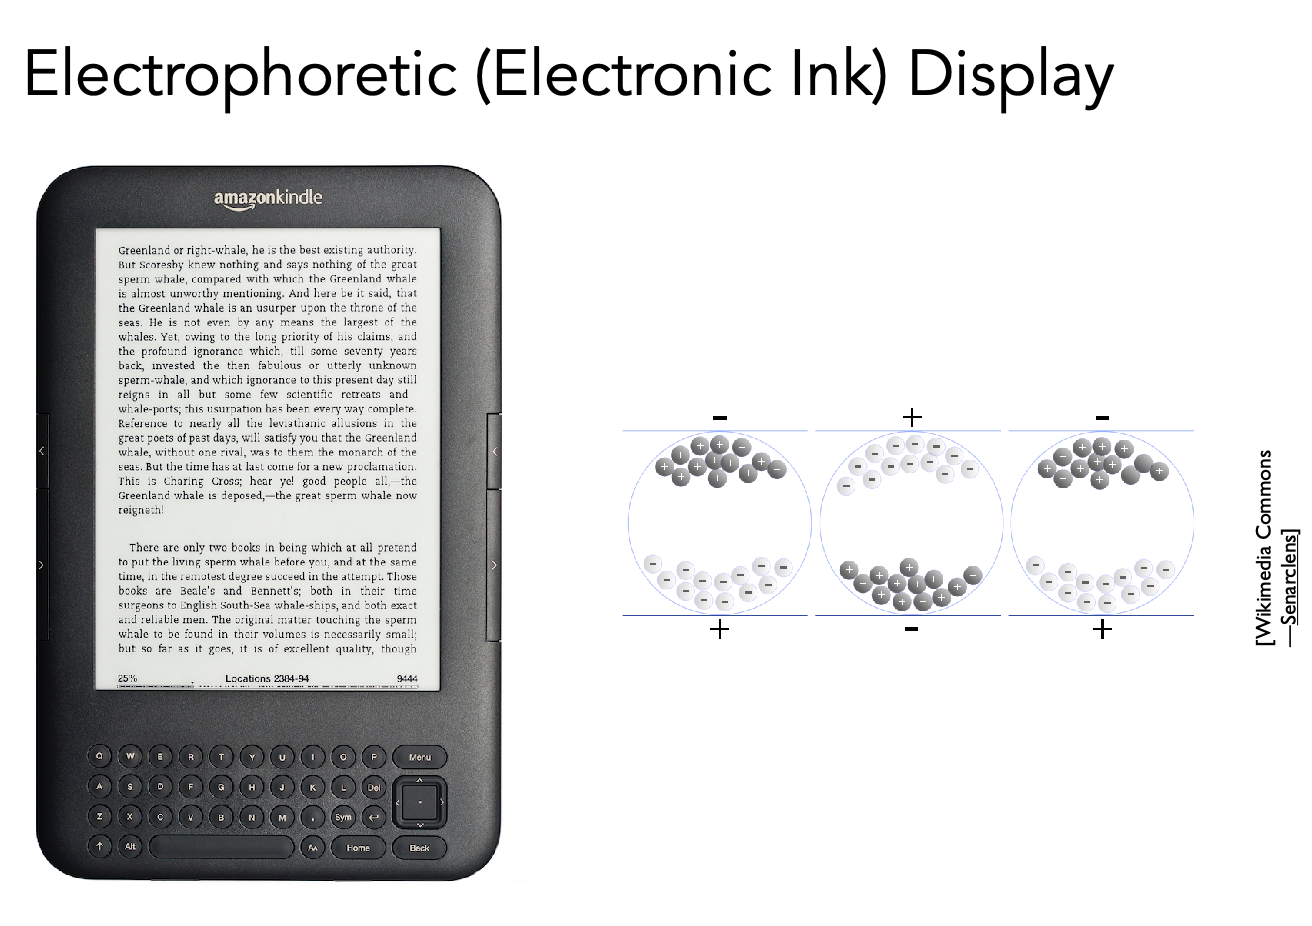 Electrophoretic (Electronic Ink) Display
amazonkindle
Greenland or right-whale, he is the best existing authority.
But Scoresby knew nothing and says nothing of the great
sperm whale, compared with which the Greenland whale
is almost unworthy mentioning. And here be it said, that
the Greenland whale is an usurper upon the throne of the
seas. He is not even by any means the largest of the
whales. Yet, owing to the long priority of his claims, and
the profound ignorance which, till some seventy years
back, invested the then fabulous or utterly unknown
sperm-whale, and which ignorance to this present day still
reigns in all but some few scientific retreats and
whale-ports; this usurpation has been every way complete.
Reference to nearly all the leviathanic allusions in the
great poets of past days, will satisfy you that the Greenland
whale, without one rival, was to them the monarch of the
seas. But the time has at last come for a new proclamation.
This is Charing Cross; hear ye! good people all,—the
Greenland whale is deposed,—the great sperm whale now
reigneth!
There are only two books in being which at all pretend
to put the living sperm whale before you, and at the same
time, in the remotest degree succeed in the attempt. Those
books are Beale's and Bennett's; both in their time
surgeons to English South-Sea whale-ships, and both exact
and reliable men. The original matter touching the sperm
whale to be found in their volumes is necessarily small;
but so far as it goes, it is of excellent quality, though
25% Locations 2384-94 9444
Q W E R T Y U I O P Menu
A S D F G H J K L Del
Z X C V B N M . Sym ↵
↑ Alt AA Home Back
− + −
+ − +
[Wikimedia Commons
—Senarclens]